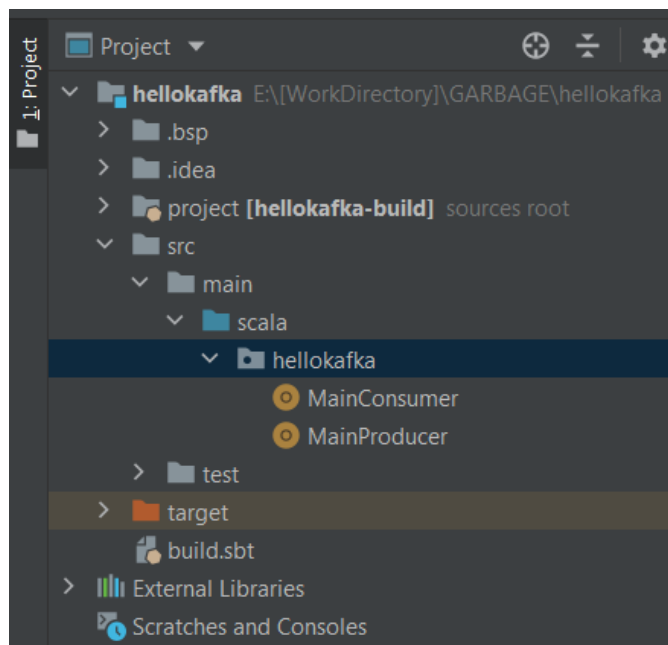 1: Project
Project
hellokafka E:\[WorkDirectory]\GARBAGE\hellokafka
.bsp
.idea
project [hellokafka-build] sources root
src
main
scala
hellokafka
MainConsumer
MainProducer
test
target
build.sbt
External Libraries
Scratches and Consoles